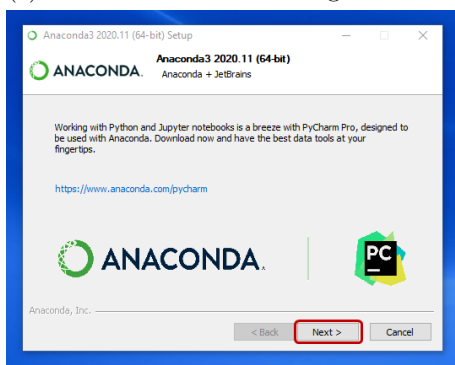 Anaconda3 2020.11 (64-bit) Setup
ANACONDA.
Anaconda3 2020.11 (64-bit)
Anaconda + JetBrains
Working with Python and Jupyter notebooks is a breeze with PyCharm Pro, designed to
be used with Anaconda. Download now and have the best data tools at your
fingertips.
https://www.anaconda.com/pycharm
ANACONDA.
PC
Anaconda, Inc.
< Back
Next >
Cancel